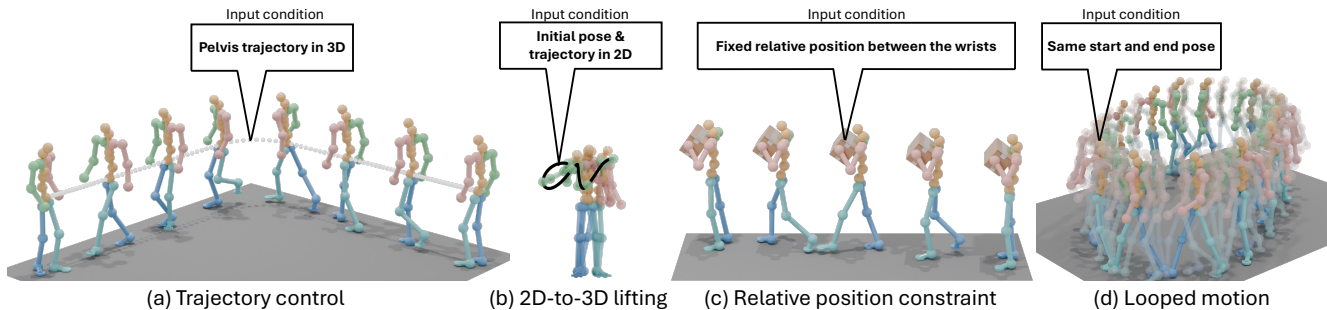 Input condition
Pelvis trajectory in 3D
(a) Trajectory control
Input condition
Initial pose &
trajectory in 2D
(b) 2D-to-3D lifting
Input condition
Fixed relative position between the wrists
(c) Relative position constraint
Input condition
Same start and end pose
(d) Looped motion